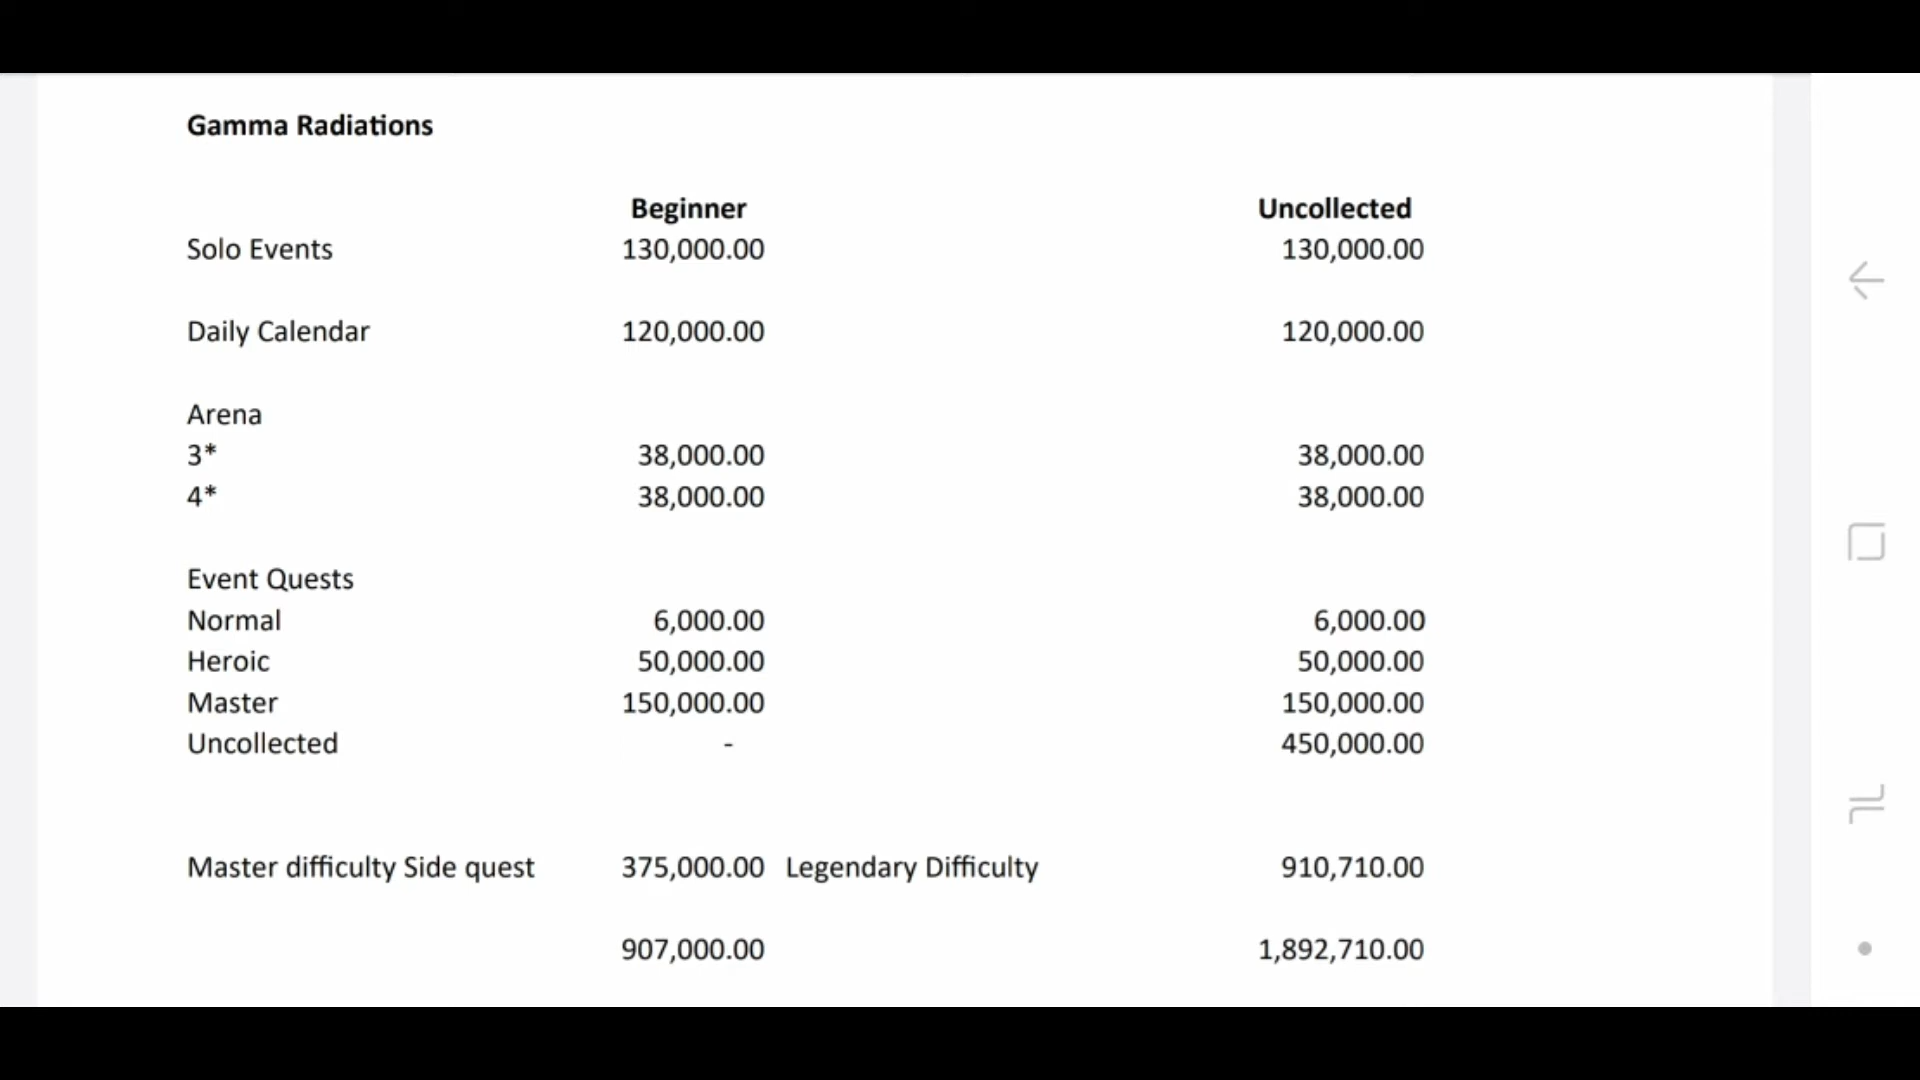 Gamma Radiations
Beginner Uncollected
Solo Events 130,000.00 130,000.00
Daily Calendar 120,000.00 120,000.00
Arena
3* 38,000.00 38,000.00
4* 38,000.00 38,000.00
Event Quests
Normal 6,000.00 6,000.00
Heroic 50,000.00 50,000.00
Master 150,000.00 150,000.00
Uncollected - 450,000.00
Master difficulty Side quest 375,000.00 Legendary Difficulty 910,710.00
907,000.00 1,892,710.00